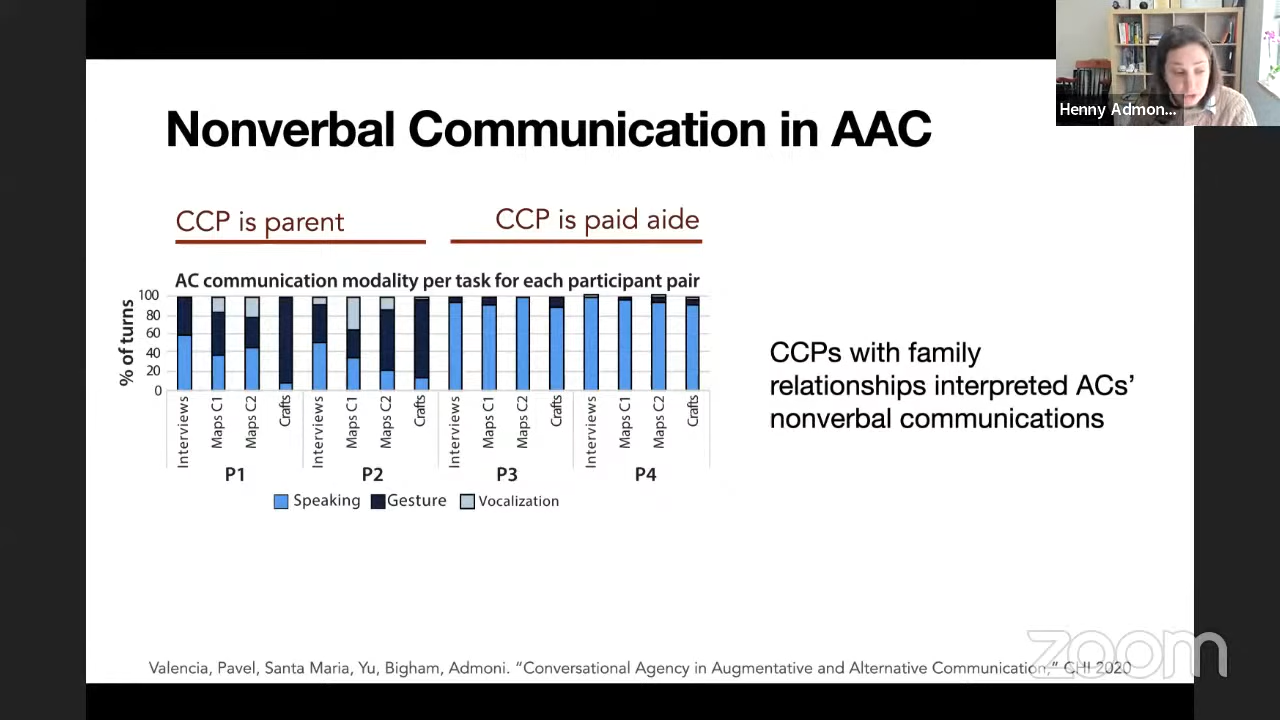 Henny Admon...
Nonverbal Communication in AAC
CCP is parent
CCP is paid aide
AC communication modality per task for each participant pair
% of turns
100
80
60
40
20
0
Interviews
Maps C1
Maps C2
Crafts
Interviews
Maps C1
Maps C2
Crafts
Interviews
Maps C1
Maps C2
Crafts
Interviews
Maps C1
Maps C2
Crafts
P1
P2
P3
P4
Speaking
Gesture
Vocalization
CCPs with family
relationships interpreted ACs’
nonverbal communications
Valencia, Pavel, Santa Maria, Yu, Bigham, Admoni. “Conversational Agency in Augmentative and Alternative Communication,” CHI 2020
zoom